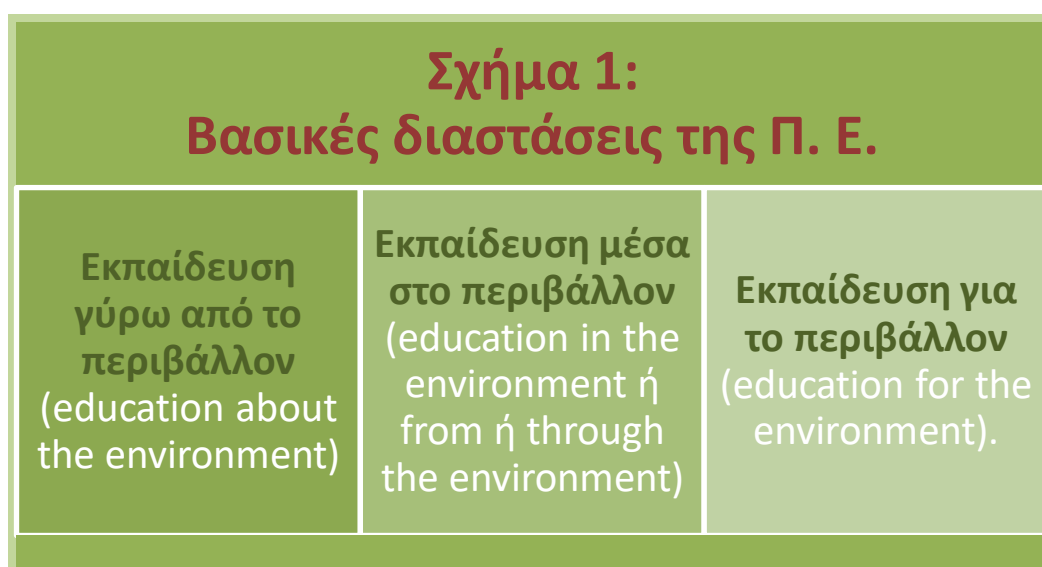 Σχήμα 1:
Βασικές διαστάσεις της Π. Ε.
Εκπαίδευση
γύρω από το
περιβάλλον
(education about
the environment)
Εκπαίδευση μέσα
στο περιβάλλον
(education in the
environment ή
from ή through
the environment)
Εκπαίδευση για
το περιβάλλον
(education for the
environment).